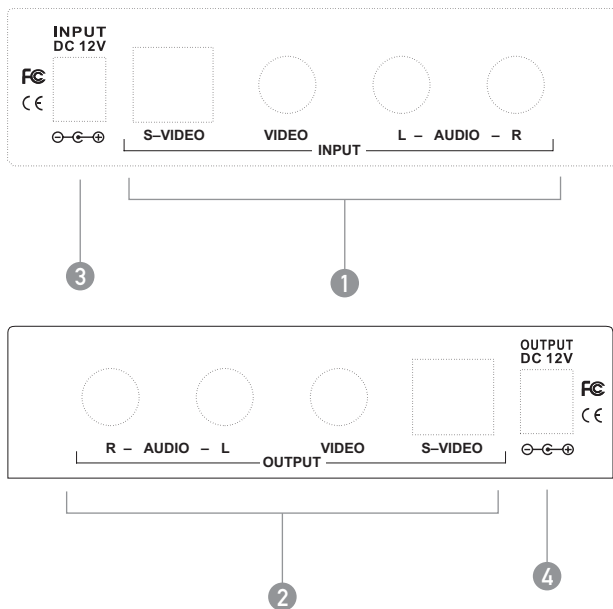 INPUT
DC 12V
FC
CE
S–VIDEO VIDEO L – AUDIO – R
INPUT
3
1
OUTPUT
DC 12V
FC
CE
R – AUDIO – L VIDEO S–VIDEO
OUTPUT
2
4